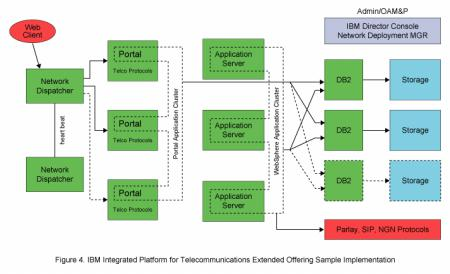 Admin/OAM&P
Web
Client
IBM Director Console
Network Deployment MGR
Portal
Telco Protocols
Application
Server
Network
Dispatcher
DB2
Storage
Portal Application Cluster
WebSphere Application Cluster
heart beat
Portal
Telco Protocols
Application
Server
DB2
Storage
Network
Dispatcher
Portal
Telco Protocols
Application
Server
DB2
Storage
Parlay, SIP, NGN Protocols
Figure 4. IBM Integrated Platform for Telecommunications Extended Offering Sample Implementation